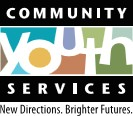 COMMUNITY
youth
SERVICES
New Directions. Brighter Futures.